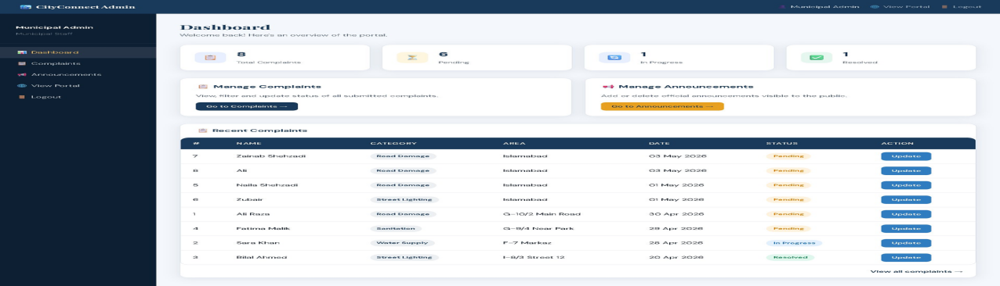 CityConnect Admin
Municipal Admin View Portal Logout
Municipal Admin
Municipal Staff
Dashboard
Complaints
Announcements
View Portal
Logout
Dashboard
Welcome back! Here's an overview of the portal.
8 Total Complaints
6 Pending
1 In Progress
1 Resolved
Manage Complaints
View, filter and update status of all submitted complaints.
Go to Complaints →
Manage Announcements
Add or delete official announcements visible to the public.
Go to Announcements →
Recent Complaints
# NAME CATEGORY AREA DATE STATUS ACTION
7 Zainab Shehzadi Road Damage Islamabad 03 May 2026 Pending Update
8 Ali Road Damage Islamabad 03 May 2026 Pending Update
5 Naila Shehzadi Road Damage Islamabad 01 May 2026 Pending Update
6 Zubair Street Lighting Islamabad 01 May 2026 Pending Update
1 Ali Raza Road Damage G-10/2 Main Road 30 Apr 2026 Pending Update
4 Fatima Malik Sanitation G-9/4 Near Park 29 Apr 2026 Pending Update
2 Sara Khan Water Supply F-7 Markaz 28 Apr 2026 In Progress Update
3 Bilal Ahmed Street Lighting I-8/3 Street 12 20 Apr 2026 Resolved Update
View all complaints →